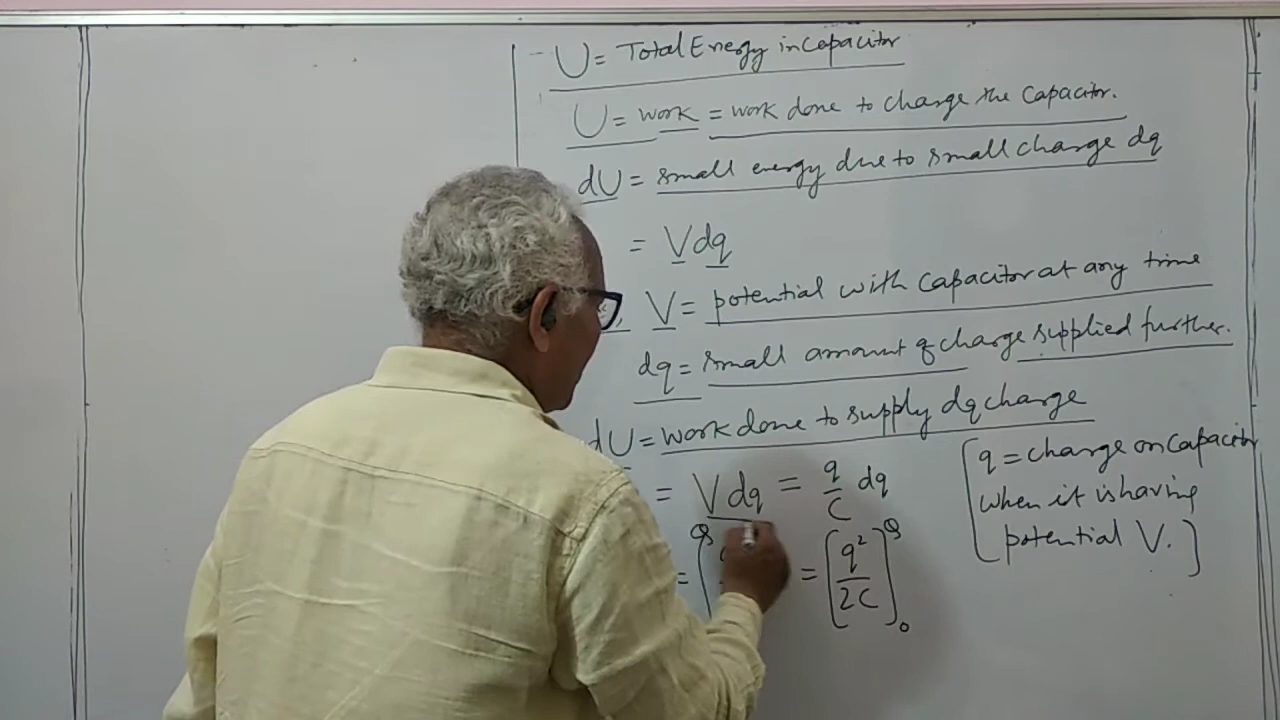 U = Total Energy in Capacitor
U = work = work done to charge the Capacitor.
dU = small energy due to small charge dq
= Vdq
V = potential with Capacitor at any time
dq = small amount of charge supplied further.
dU = work done to supply dq charge
= Vdq = q/C dq
[q = charge on Capacitor
when it is having
potential V.]
= ∫ Q = [q²/2C]₀^Q